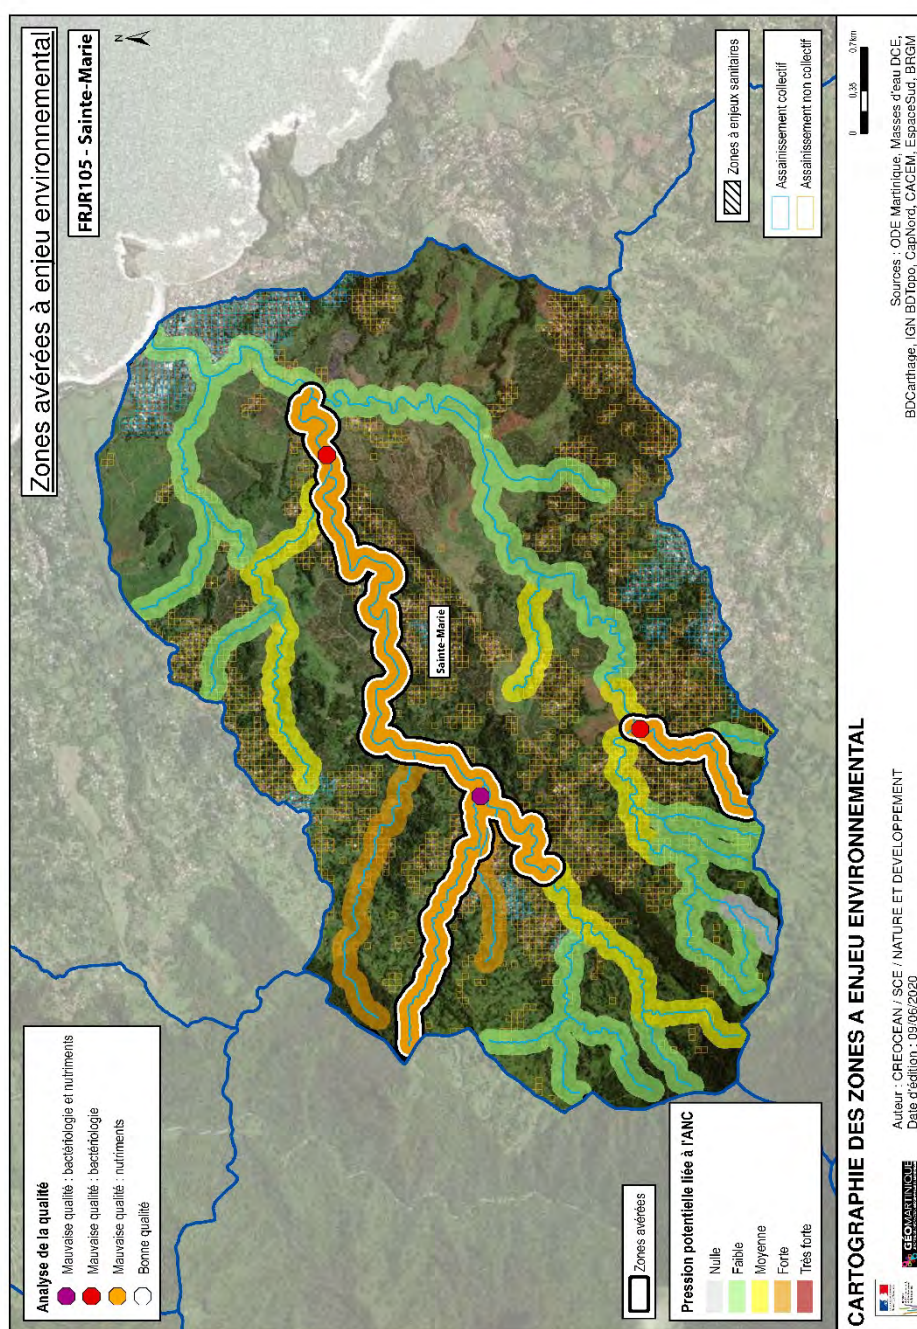 Zones avérées à enjeu environnemental
FRJR105 - Sainte-Marie
N
Analyse de la qualité
Mauvaise qualité : bactériologie et nutriments
Mauvaise qualité : bactériologie
Mauvaise qualité : nutriments
Bonne qualité
Sainte-Marie
Zones avérées
Pression potentielle liée à l'ANC
Nulle
Faible
Moyenne
Forte
Très forte
Zones à enjeux sanitaires
Assainissement collectif
Assainissement non collectif
CARTOGRAPHIE DES ZONES A ENJEU ENVIRONNEMENTAL
0 0,35 0,7km
GÉOMARTINIQUE
Auteur : CREOCEAN / SCE / NATURE ET DEVELOPPEMENT
Date d'édition : 09/06/2020
Sources : ODE Martinique, Masses d'eau DCE,
BDCarthage, IGN BDTopo, CapNord, CACEM, EspaceSud, BRGM